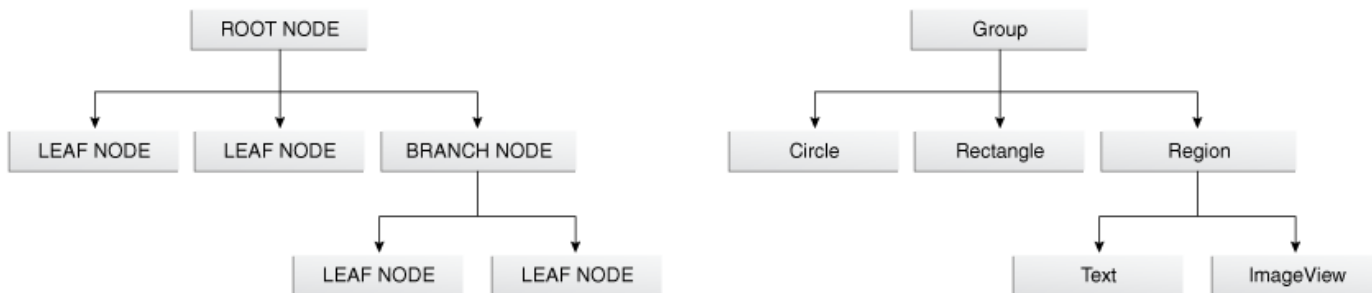 ROOT NODE
LEAF NODE
LEAF NODE
BRANCH NODE
LEAF NODE
LEAF NODE
Group
Circle
Rectangle
Region
Text
ImageView